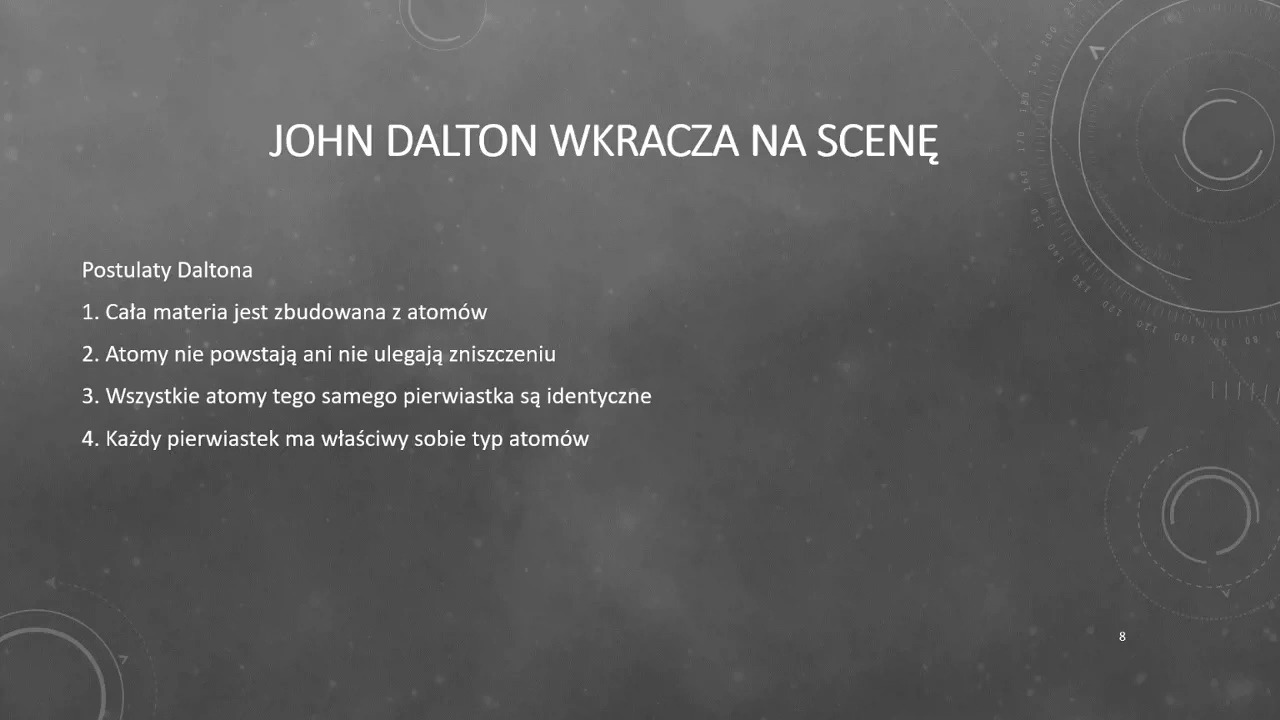 JOHN DALTON WKRACZA NA SCENĘ
Postulaty Daltona
1. Cała materia jest zbudowana z atomów
2. Atomy nie powstają ani nie ulegają zniszczeniu
3. Wszystkie atomy tego samego pierwiastka są identyczne
4. Każdy pierwiastek ma właściwy sobie typ atomów
8